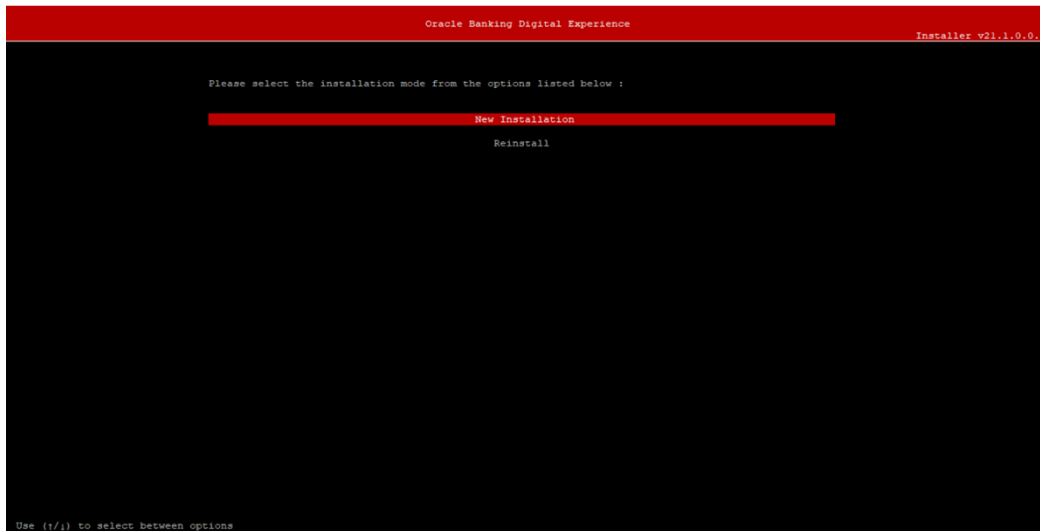 Oracle Banking Digital Experience
Installer v21.1.0.0.
Please select the installation mode from the options listed below :
New Installation
Reinstall
Use (↑/↓) to select between options